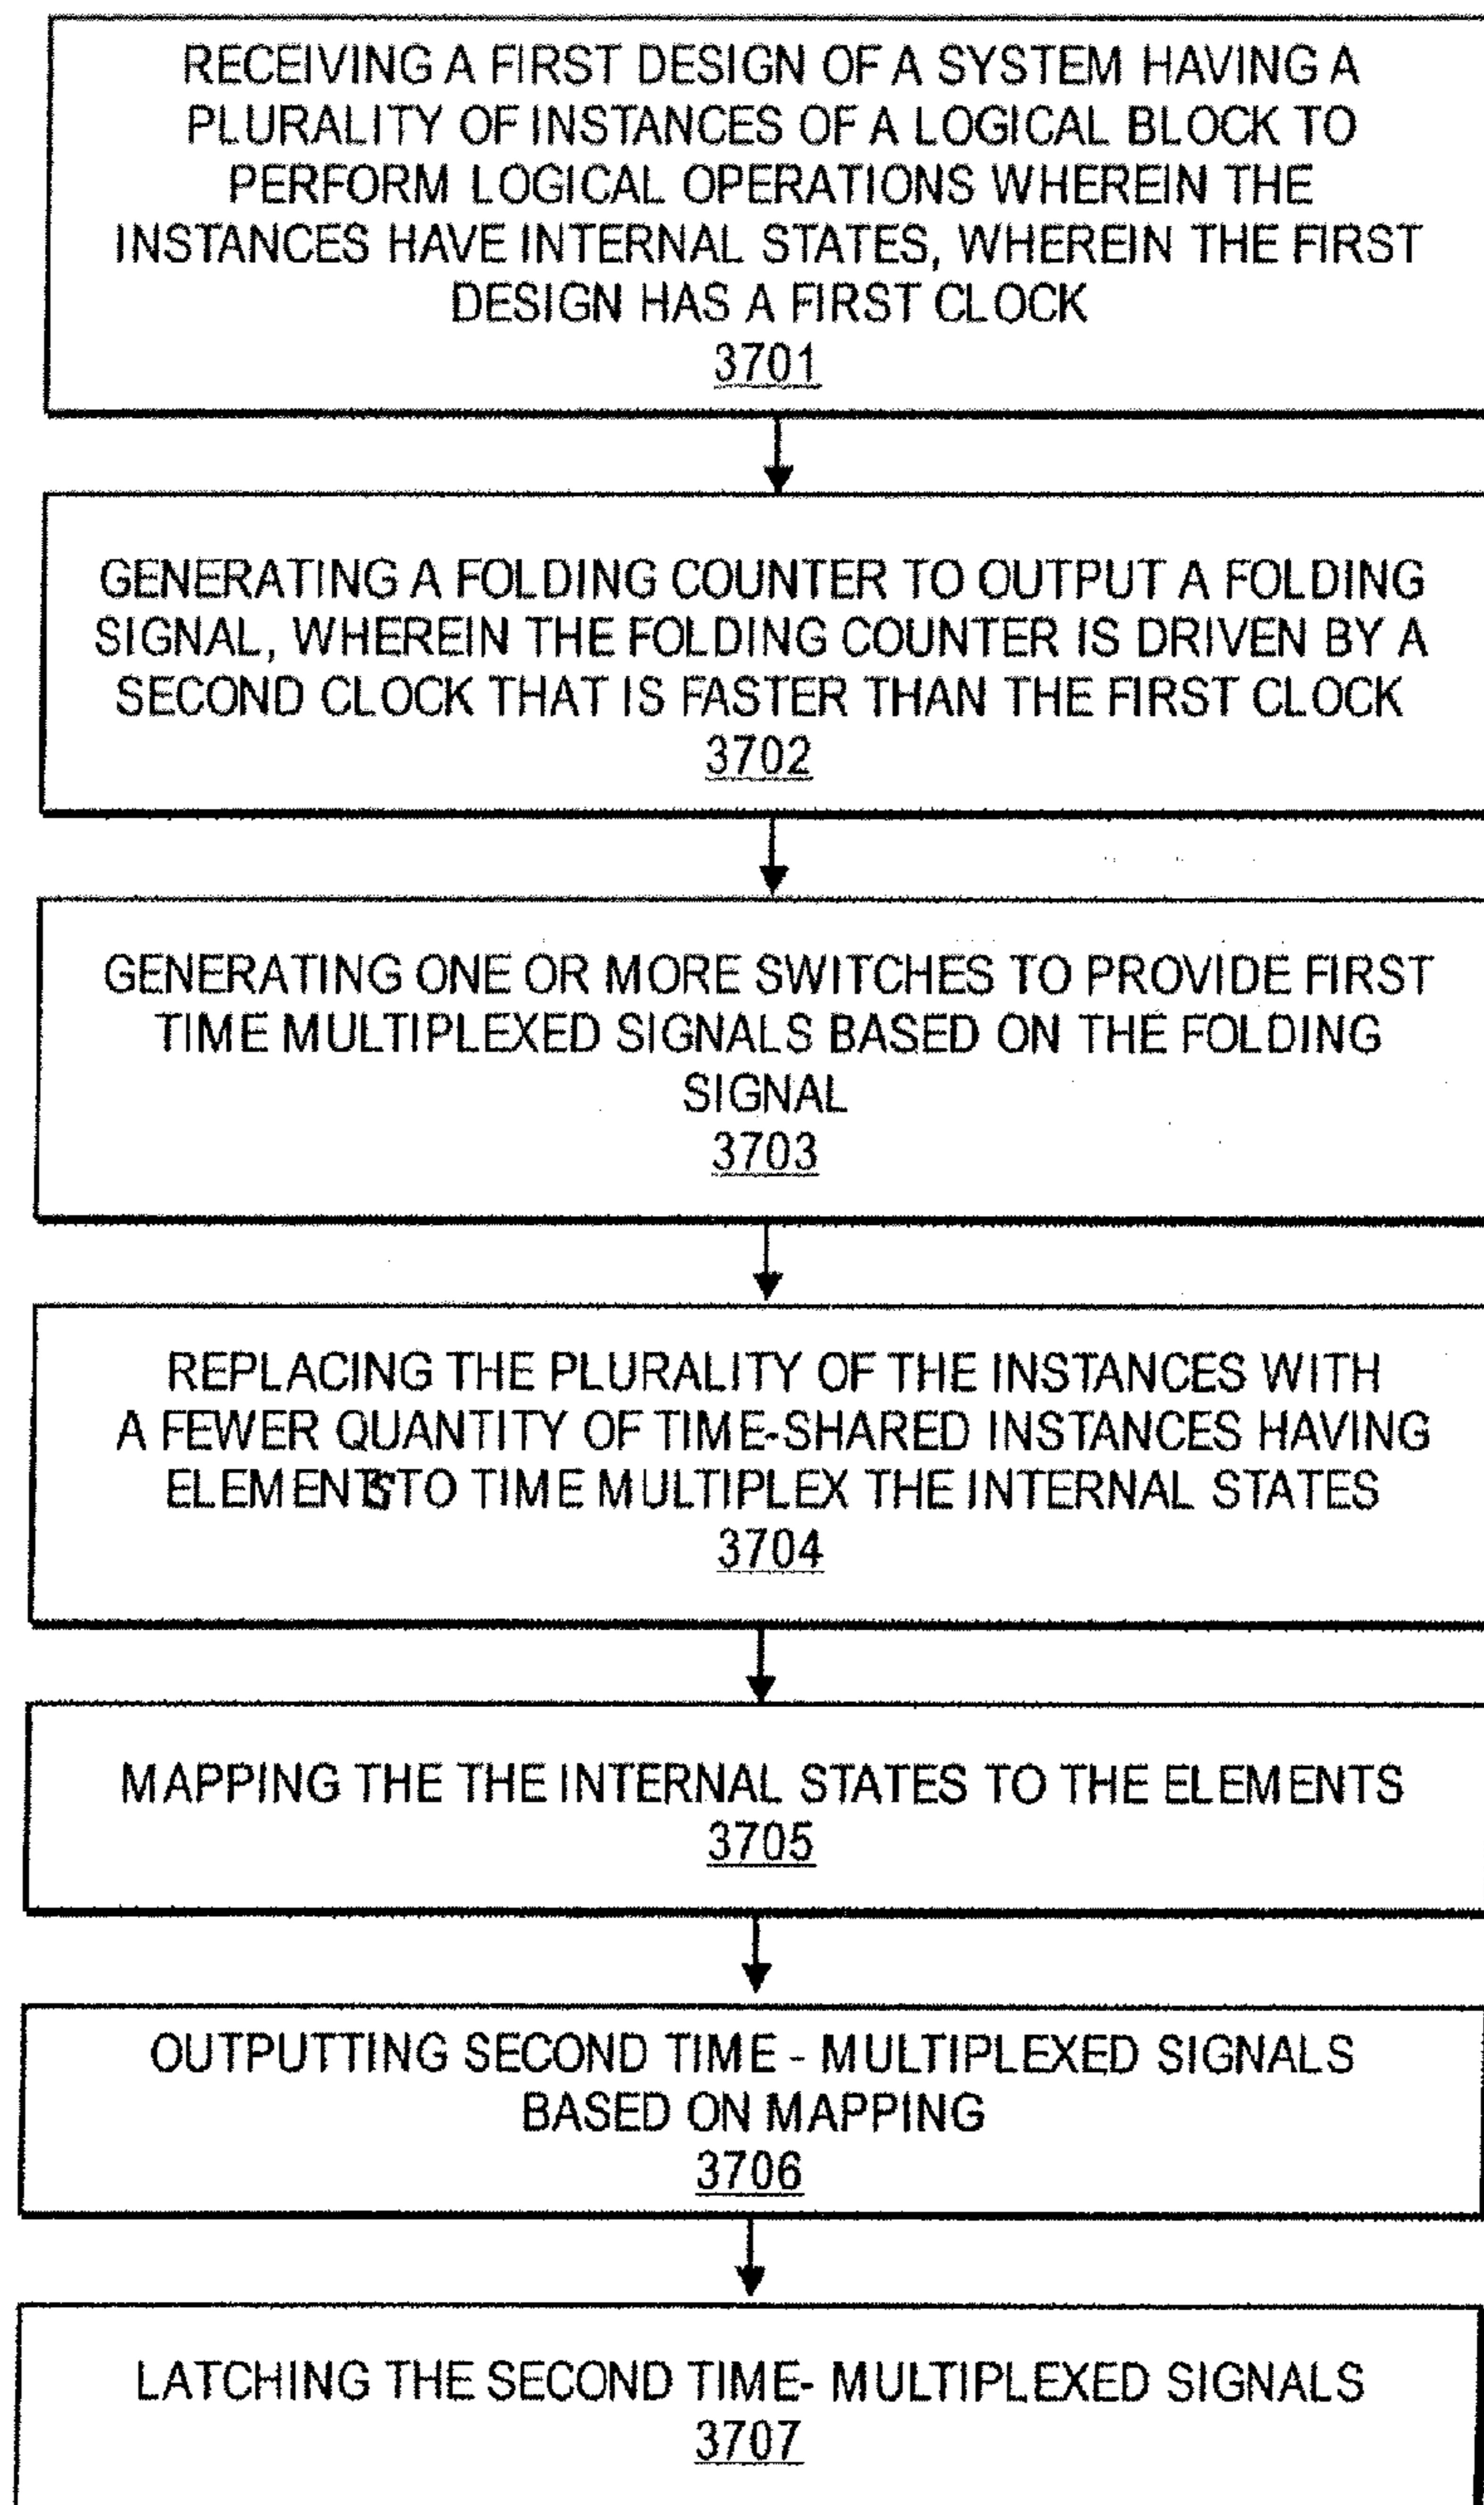 RECEIVING A FIRST DESIGN OF A SYSTEM HAVING A
PLURALITY OF INSTANCES OF A LOGICAL BLOCK TO
PERFORM LOGICAL OPERATIONS WHEREIN THE
INSTANCES HAVE INTERNAL STATES, WHEREIN THE FIRST
DESIGN HAS A FIRST CLOCK
3701
GENERATING A FOLDING COUNTER TO OUTPUT A FOLDING
SIGNAL, WHEREIN THE FOLDING COUNTER IS DRIVEN BY A
SECOND CLOCK THAT IS FASTER THAN THE FIRST CLOCK
3702
GENERATING ONE OR MORE SWITCHES TO PROVIDE FIRST
TIME MULTIPLEXED SIGNALS BASED ON THE FOLDING
SIGNAL
3703
REPLACING THE PLURALITY OF THE INSTANCES WITH
A FEWER QUANTITY OF TIME-SHARED INSTANCES HAVING
ELEMENTS TO TIME MULTIPLEX THE INTERNAL STATES
3704
MAPPING THE THE INTERNAL STATES TO THE ELEMENTS
3705
OUTPUTTING SECOND TIME - MULTIPLEXED SIGNALS
BASED ON MAPPING
3706
LATCHING THE SECOND TIME- MULTIPLEXED SIGNALS
3707